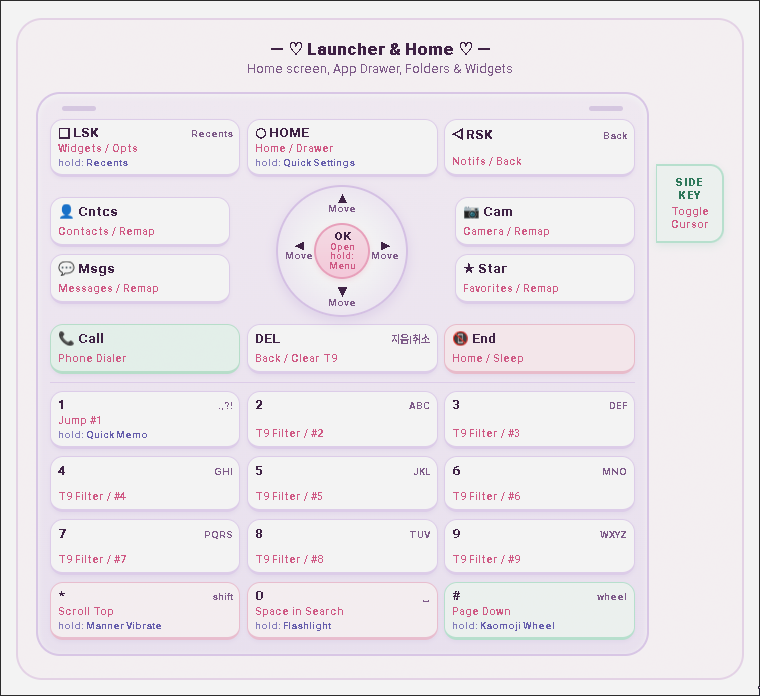 — ♡ Launcher & Home ♡ —
Home screen, App Drawer, Folders & Widgets
□ LSK Recents
Widgets / Opts
hold: Recents
○ HOME
Home / Drawer
hold: Quick Settings
◁ RSK Back
Notifs / Back
SIDE
KEY
Toggle
Cursor
👤 Cntcs
Contacts / Remap
▲
Move
◀
Move
OK
Open
hold:
Menu
▶
Move
▼
Move
📷 Cam
Camera / Remap
💬 Msgs
Messages / Remap
★ Star
Favorites / Remap
📞 Call
Phone Dialer
DEL 지움|취소
Back / Clear T9
📵 End
Home / Sleep
1 .,?!
Jump #1
hold: Quick Memo
2 ABC
T9 Filter / #2
3 DEF
T9 Filter / #3
4 GHI
T9 Filter / #4
5 JKL
T9 Filter / #5
6 MNO
T9 Filter / #6
7 PQRS
T9 Filter / #7
8 TUV
T9 Filter / #8
9 WXYZ
T9 Filter / #9
* shift
Scroll Top
hold: Manner Vibrate
0 ⎵
Space in Search
hold: Flashlight
# wheel
Page Down
hold: Kaomoji Wheel